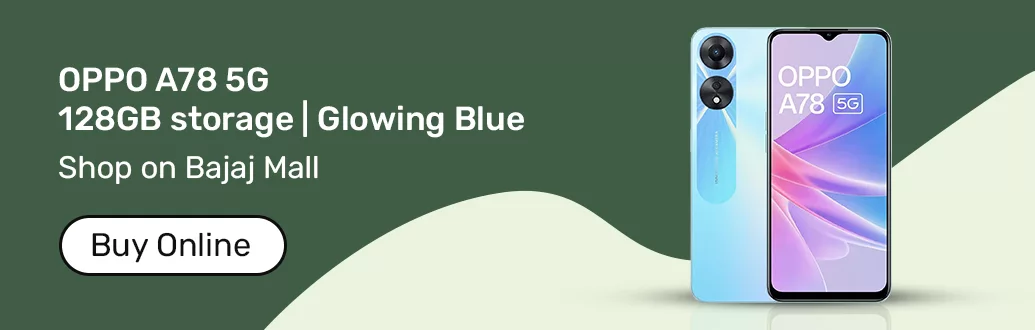 OPPO A78 5G
128GB storage | Glowing Blue
Shop on Bajaj Mall
Buy Online
OPPO
A78 5G